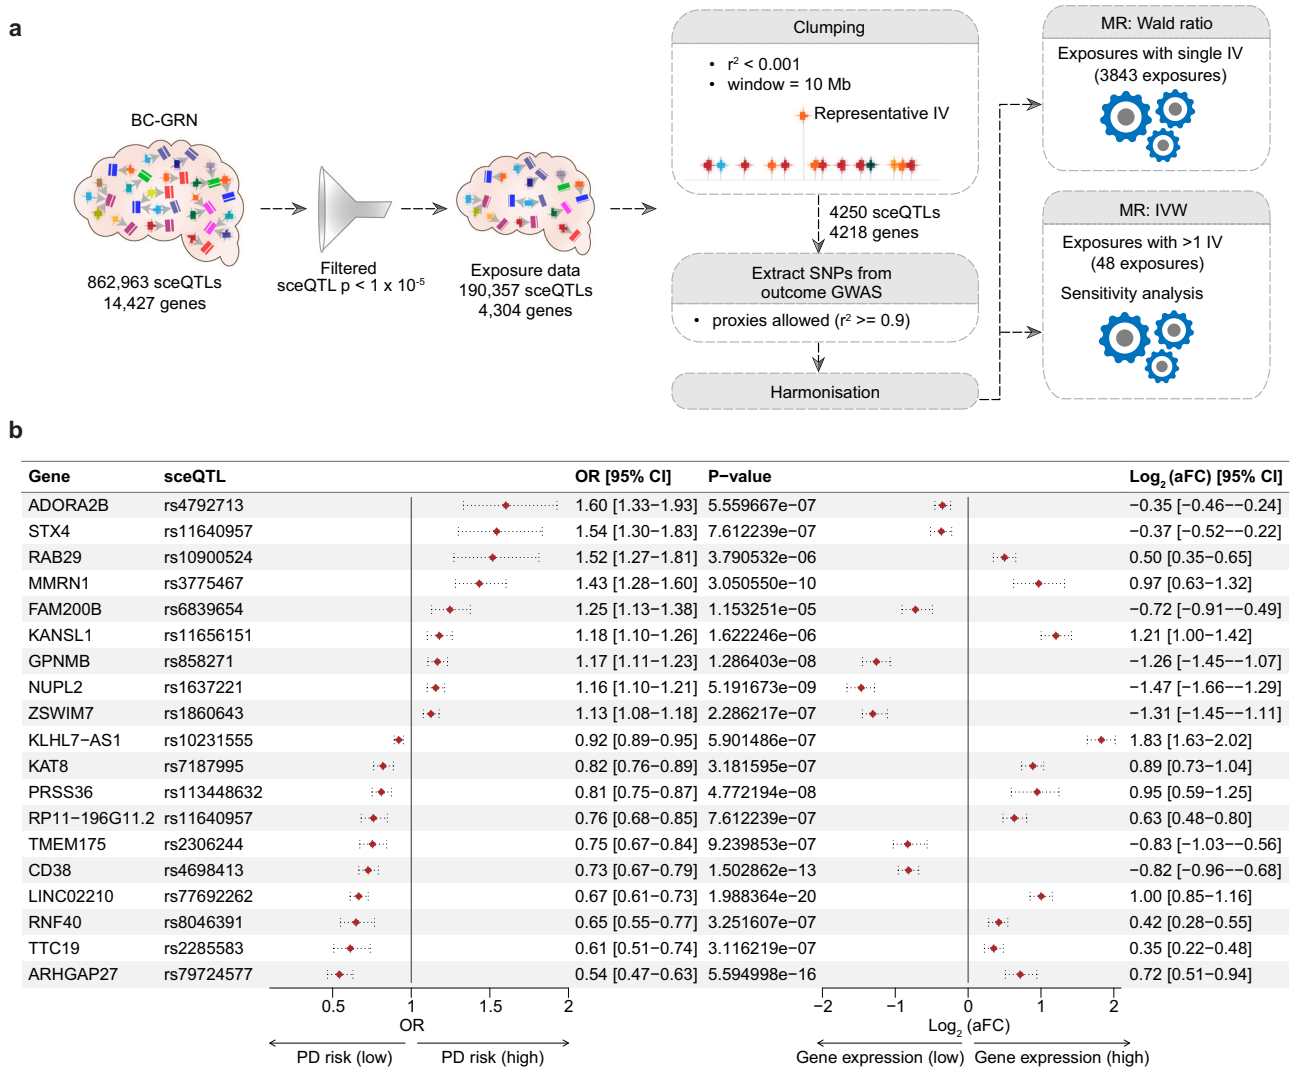 a
BC-GRN
862,963 sceQTLs
14,427 genes
Filtered
sceQTL p < 1 x 10⁻⁵
Exposure data
190,357 sceQTLs
4,304 genes
Clumping
• r² < 0.001
• window = 10 Mb
Representative IV
4250 sceQTLs
4218 genes
Extract SNPs from
outcome GWAS
• proxies allowed (r² >= 0.9)
Harmonisation
MR: Wald ratio
Exposures with single IV
(3843 exposures)
MR: IVW
Exposures with >1 IV
(48 exposures)
Sensitivity analysis
b
Gene sceQTL OR [95% CI] P−value Log₂ (aFC) [95% CI]
ADORA2B rs4792713 1.60 [1.33−1.93] 5.559667e−07 −0.35 [−0.46−−0.24]
STX4 rs11640957 1.54 [1.30−1.83] 7.612239e−07 −0.37 [−0.52−−0.22]
RAB29 rs10900524 1.52 [1.27−1.81] 3.790532e−06 0.50 [0.35−0.65]
MMRN1 rs3775467 1.43 [1.28−1.60] 3.050550e−10 0.97 [0.63−1.32]
FAM200B rs6839654 1.25 [1.13−1.38] 1.153251e−05 −0.72 [−0.91−−0.49]
KANSL1 rs11656151 1.18 [1.10−1.26] 1.622246e−06 1.21 [1.00−1.42]
GPNMB rs858271 1.17 [1.11−1.23] 1.286403e−08 −1.26 [−1.45−−1.07]
NUPL2 rs1637221 1.16 [1.10−1.21] 5.191673e−09 −1.47 [−1.66−−1.29]
ZSWIM7 rs1860643 1.13 [1.08−1.18] 2.286217e−07 −1.31 [−1.45−−1.11]
KLHL7−AS1 rs10231555 0.92 [0.89−0.95] 5.901486e−07 1.83 [1.63−2.02]
KAT8 rs7187995 0.82 [0.76−0.89] 3.181595e−07 0.89 [0.73−1.04]
PRSS36 rs113448632 0.81 [0.75−0.87] 4.772194e−08 0.95 [0.59−1.25]
RP11−196G11.2 rs11640957 0.76 [0.68−0.85] 7.612239e−07 0.63 [0.48−0.80]
TMEM175 rs2306244 0.75 [0.67−0.84] 9.239853e−07 −0.83 [−1.03−−0.56]
CD38 rs4698413 0.73 [0.67−0.79] 1.502862e−13 −0.82 [−0.96−−0.68]
LINC02210 rs77692262 0.67 [0.61−0.73] 1.988364e−20 1.00 [0.85−1.16]
RNF40 rs8046391 0.65 [0.55−0.77] 3.251607e−07 0.42 [0.28−0.55]
TTC19 rs2285583 0.61 [0.51−0.74] 3.116219e−07 0.35 [0.22−0.48]
ARHGAP27 rs79724577 0.54 [0.47−0.63] 5.594998e−16 0.72 [0.51−0.94]
0.5 1 1.5 2 −2 −1 0 1 2
OR Log₂ (aFC)
PD risk (low) PD risk (high) Gene expression (low) Gene expression (high)